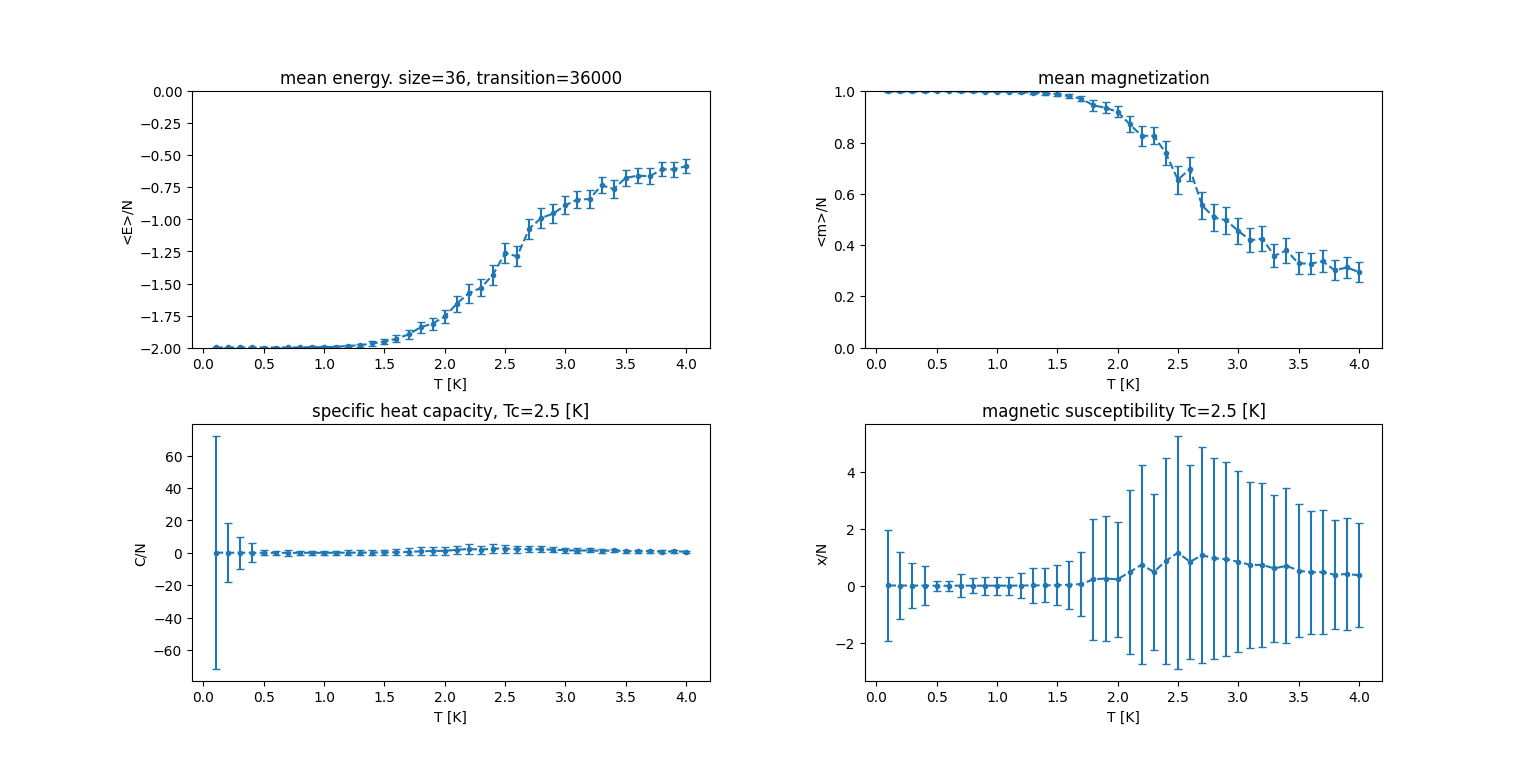 mean energy. size=36, transition=36000
0.00
−0.25
−0.50
−0.75
−1.00
−1.25
−1.50
−1.75
−2.00
<E>/N
0.0 0.5 1.0 1.5 2.0 2.5 3.0 3.5 4.0
T [K]
mean magnetization
1.0
0.8
0.6
0.4
0.2
0.0
<m>/N
0.0 0.5 1.0 1.5 2.0 2.5 3.0 3.5 4.0
T [K]
specific heat capacity, Tc=2.5 [K]
60
40
20
0
−20
−40
−60
C/N
0.0 0.5 1.0 1.5 2.0 2.5 3.0 3.5 4.0
T [K]
magnetic susceptibility Tc=2.5 [K]
4
2
0
−2
x/N
0.0 0.5 1.0 1.5 2.0 2.5 3.0 3.5 4.0
T [K]